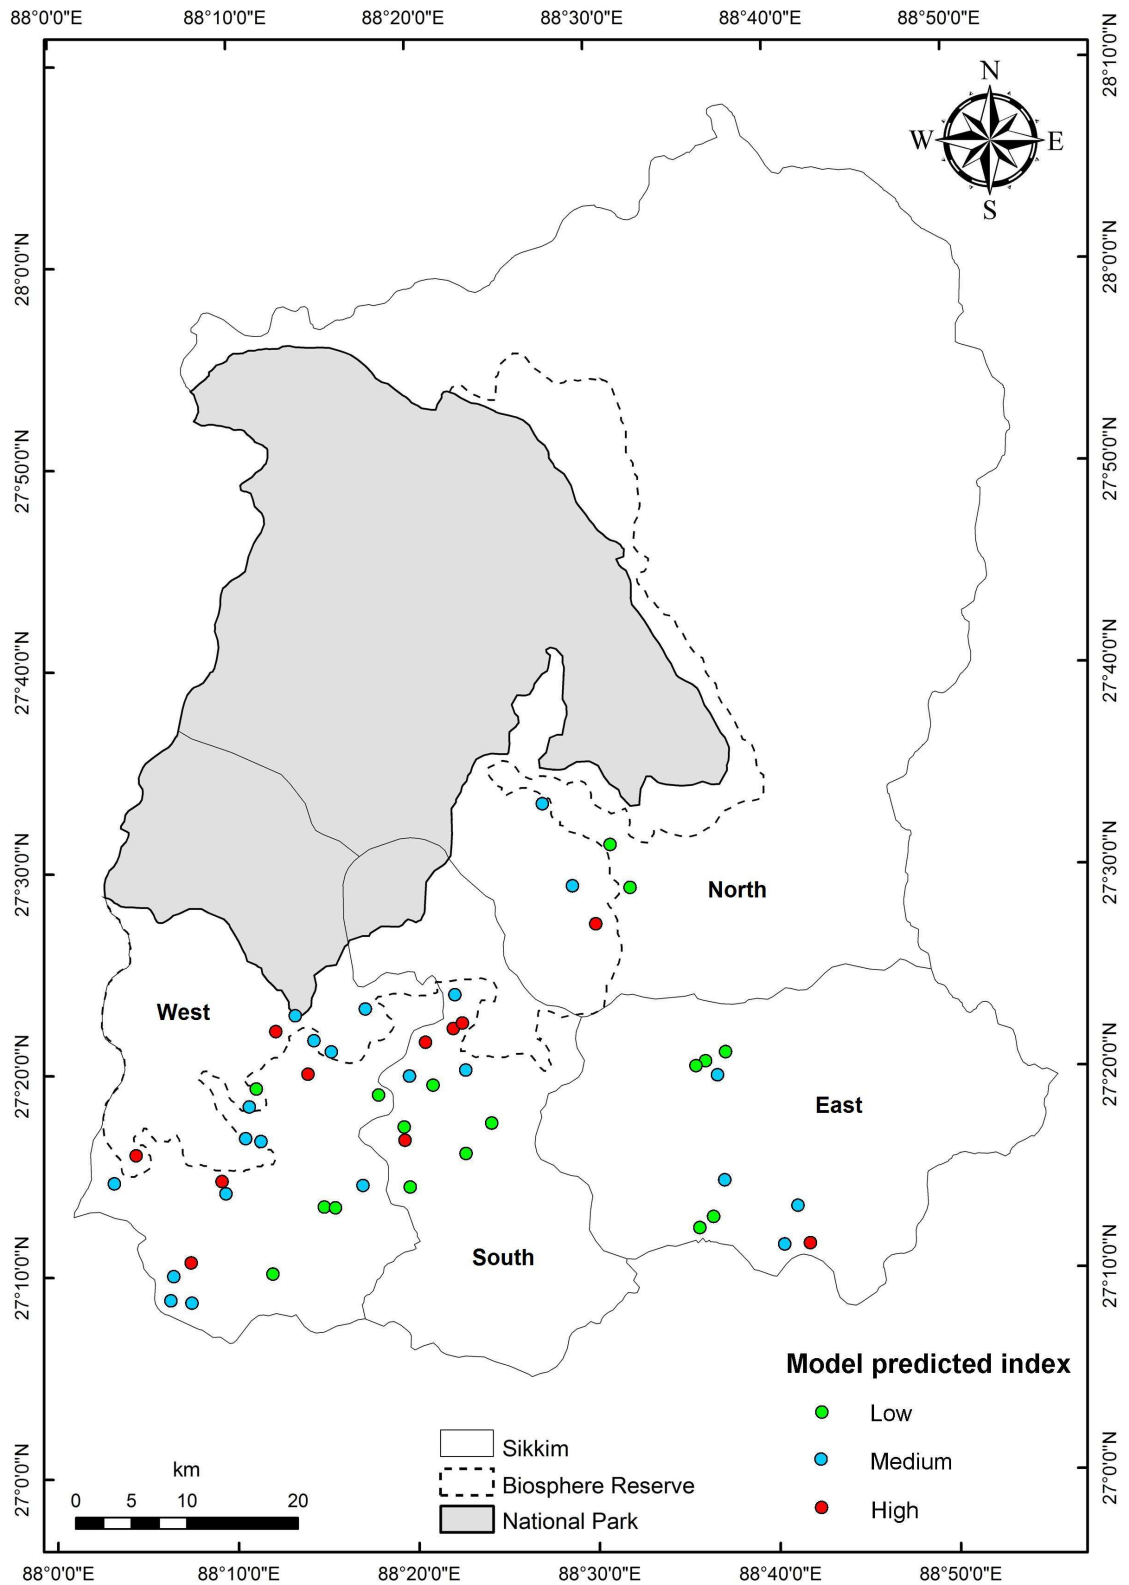 88°0'0"E 88°10'0"E 88°20'0"E 88°30'0"E 88°40'0"E 88°50'0"E
28°10'0"N
N
W E
S
28°0'0"N 28°0'0"N
27°50'0"N 27°50'0"N
27°40'0"N 27°40'0"N
27°30'0"N 27°30'0"N
North
West
27°20'0"N 27°20'0"N
East
South
27°10'0"N 27°10'0"N
Model predicted index
Low
Medium
High
Sikkim
Biosphere Reserve
National Park
km
0 5 10 20
27°0'0"N 27°0'0"N
88°0'0"E 88°10'0"E 88°20'0"E 88°30'0"E 88°40'0"E 88°50'0"E